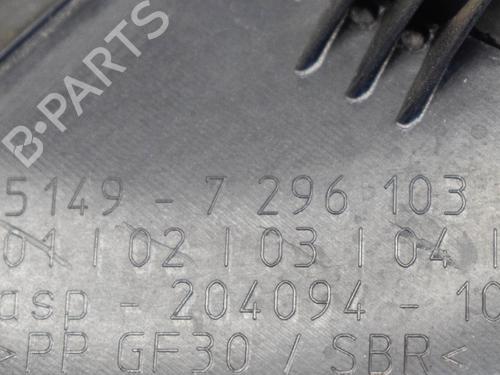 B-PARTS
5149 - 7 296 103
01 | 02 | 03 | 04 |
asp - 204094 - 10
>PP GF30 / SBR<